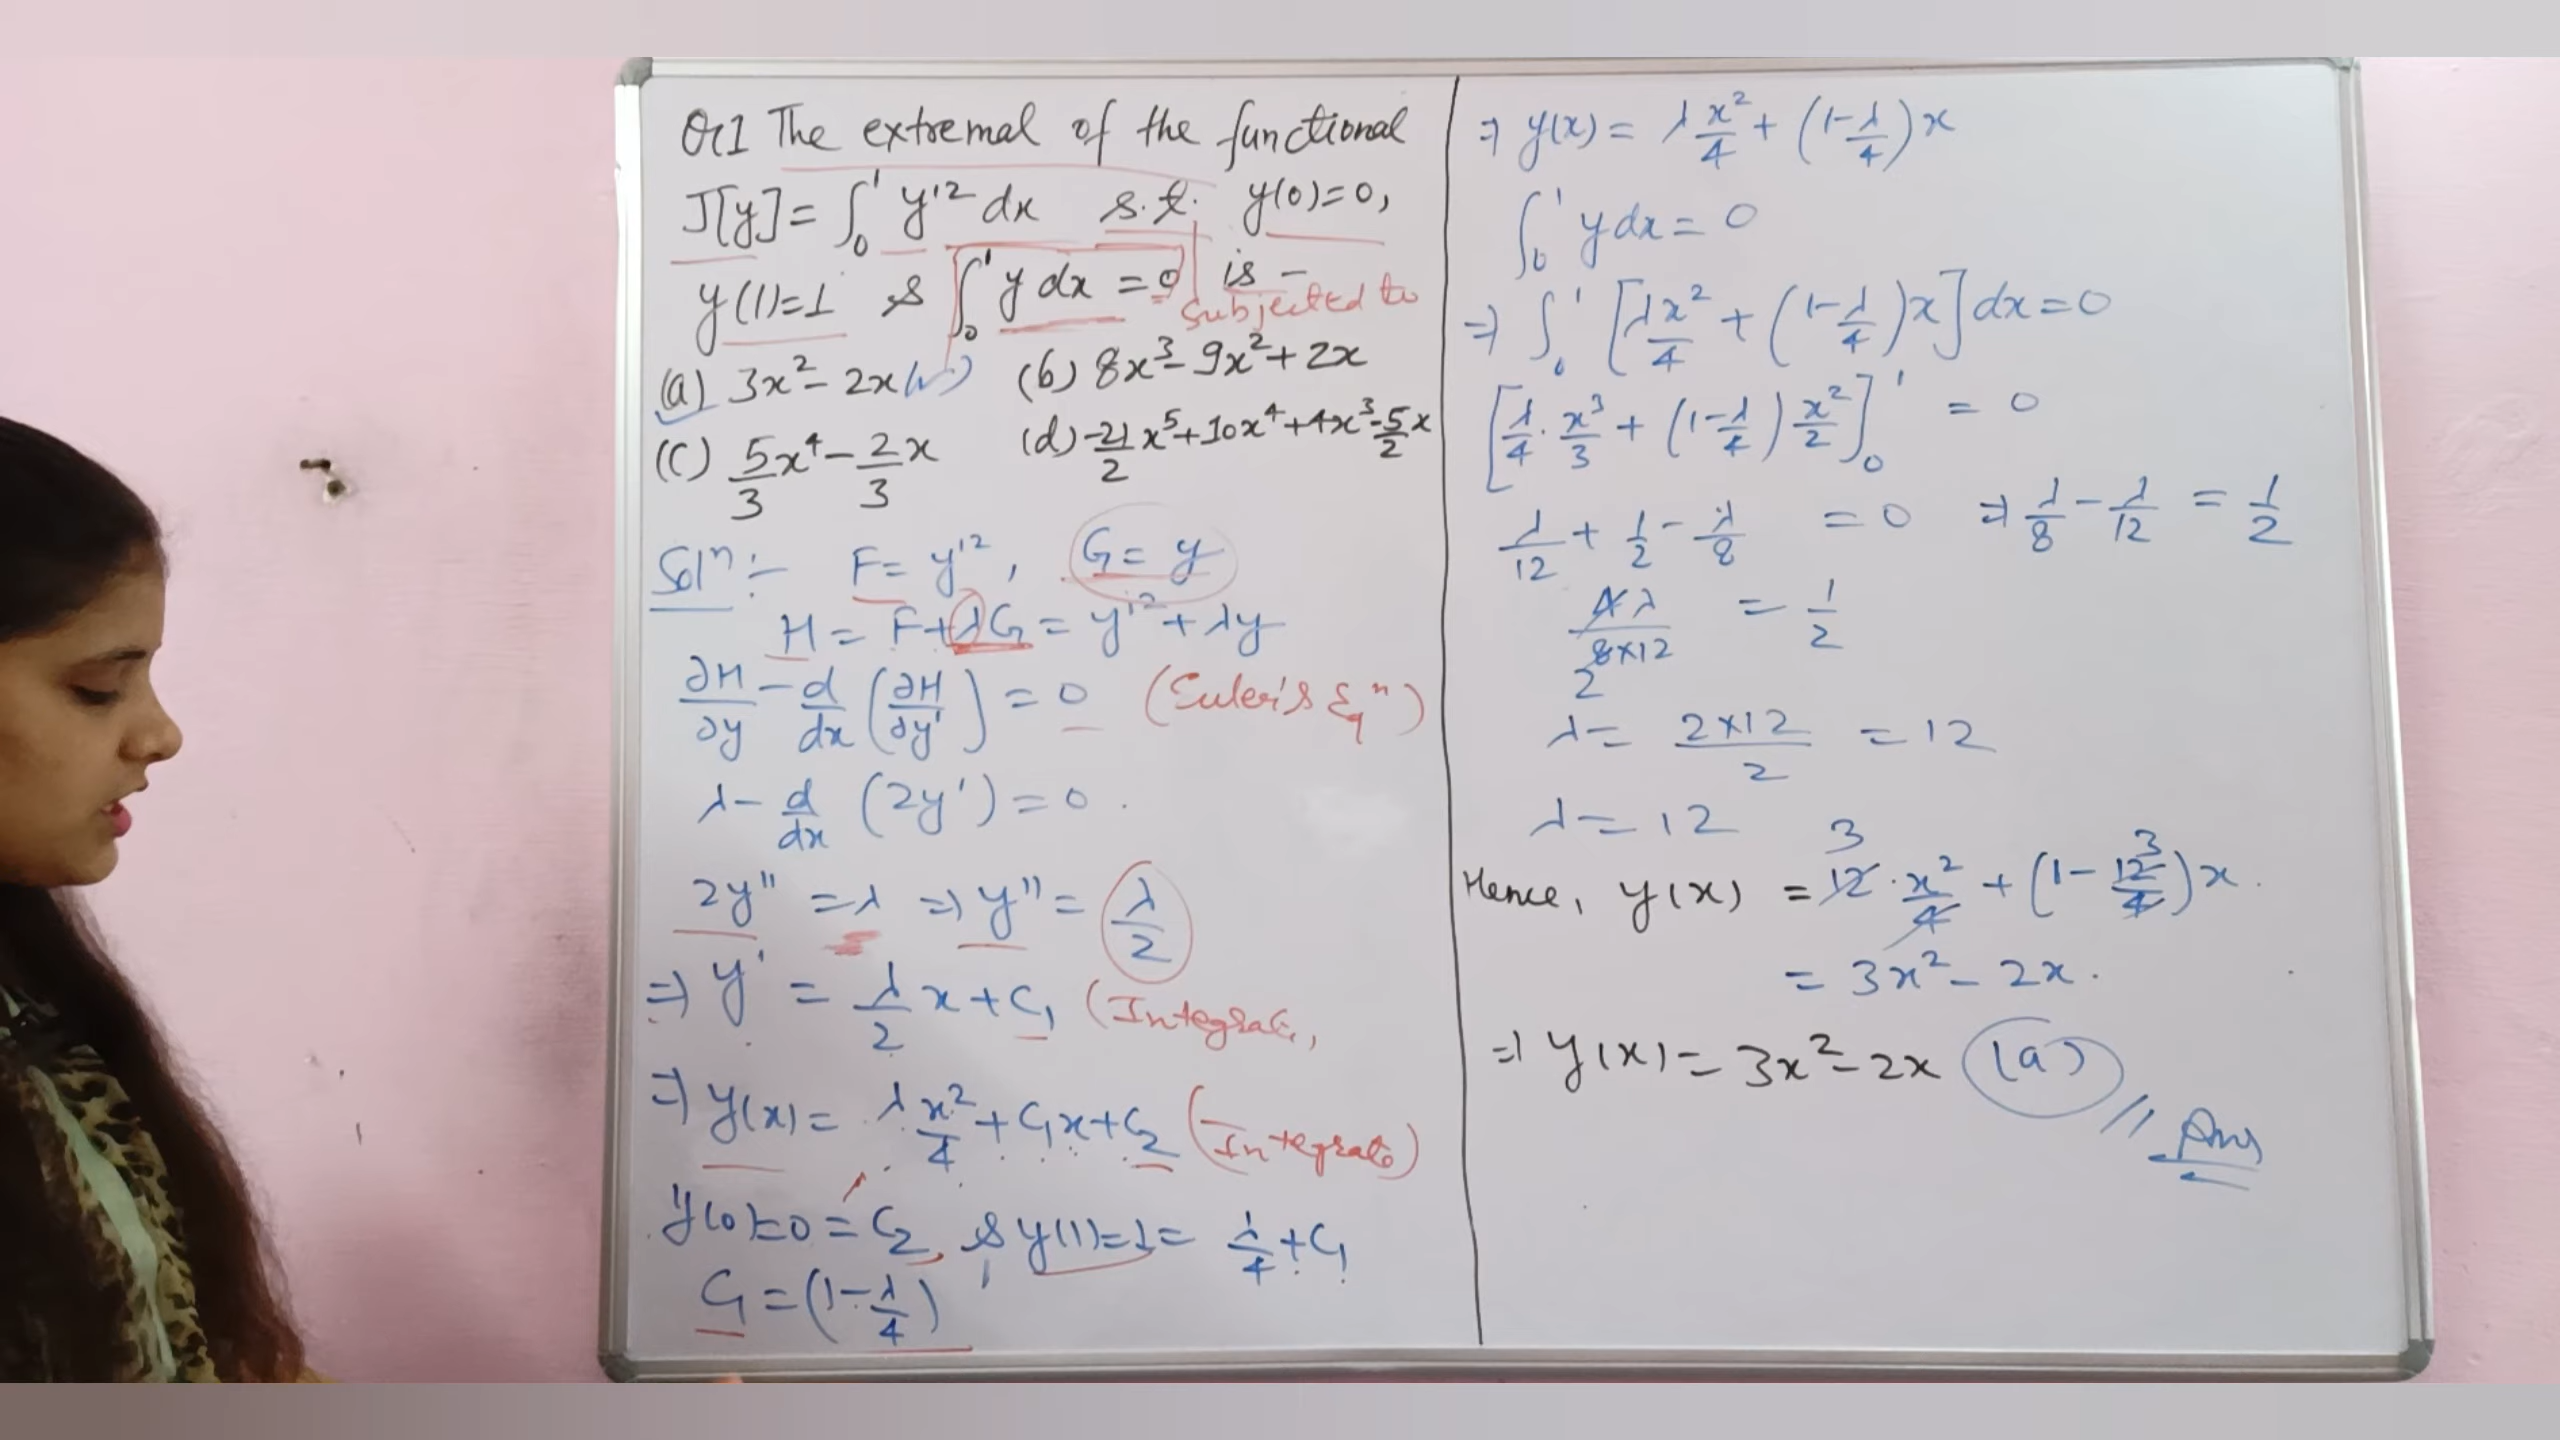 Q1 The extremal of the functional
J[y] = ∫₀¹ y'² dx s.t. y(0)=0,
y(1)=1 & ∫₀¹ y dx = 0 is –
subjected to
(a) 3x² - 2x (✓) (b) 8x³ - 9x² + 2x
(c) 5/3 x⁴ - 2/3 x (d) -21/2 x⁵ + 10x⁴ + 4x³ - 5/2 x
Solⁿ :- F = y'², G = y
H = F + λG = y'² + λy
∂H/∂y - d/dx (∂H/∂y') = 0 (Euler's Eqⁿ)
λ - d/dx (2y') = 0.
2y'' = λ ⇒ y'' = λ/2
⇒ y' = λ/2 x + C₁ (Integrat,
⇒ y(x) = λ x²/4 + C₁x + C₂ (Integrate)
y(0)=0 = C₂, & y(1)=1 = λ/4 + C₁
C₁ = (1 - λ/4)
⇒ y(x) = λ x²/4 + (1 - λ/4) x
∫₀¹ y dx = 0
⇒ ∫₀¹ [λx²/4 + (1 - λ/4) x] dx = 0
[λ/4 · x³/3 + (1 - λ/4) x²/2]₀¹ = 0
λ/12 + 1/2 - λ/8 = 0 ⇒ λ/8 - λ/12 = 1/2
4λ/8×12 = 1/2
2
λ = 2×12/2 = 12
λ = 12
3 3
Hence, y(x) = 12 · x²/4 + (1 - 12/4) x.
= 3x² - 2x.
⇒ y(x) = 3x² - 2x (a) // Ans